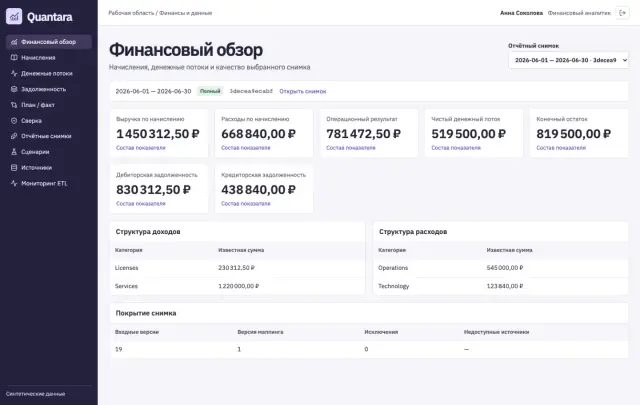 Quantara
Рабочая область / Финансы и данные
Анна Соколова Финансовый аналитик
Финансовый обзор
Начисления
Денежные потоки
Задолженность
План / факт
Сверка
Отчётные снимки
Сценарии
Источники
Мониторинг ETL
Синтетические данные
Финансовый обзор
Начисления, денежные потоки и качество выбранного снимка
Отчётный снимок
2026-06-01 — 2026-06-30 · 3decea9
2026-06-01 — 2026-06-30 Полный 3decea9ecabf Открыть снимок
Выручка по начислению
1 450 312,50 ₽
Состав показателя
Расходы по начислению
668 840,00 ₽
Состав показателя
Операционный результат
781 472,50 ₽
Состав показателя
Чистый денежный поток
519 500,00 ₽
Состав показателя
Конечный остаток
819 500,00 ₽
Состав показателя
Дебиторская задолженность
830 312,50 ₽
Состав показателя
Кредиторская задолженность
438 840,00 ₽
Состав показателя
Структура доходов
Категория Известная сумма
Licenses 230 312,50 ₽
Services 1 220 000,00 ₽
Структура расходов
Категория Известная сумма
Operations 545 000,00 ₽
Technology 123 840,00 ₽
Покрытие снимка
Входные версии Версия маппинга Исключения Недоступные источники
19 1 0 —